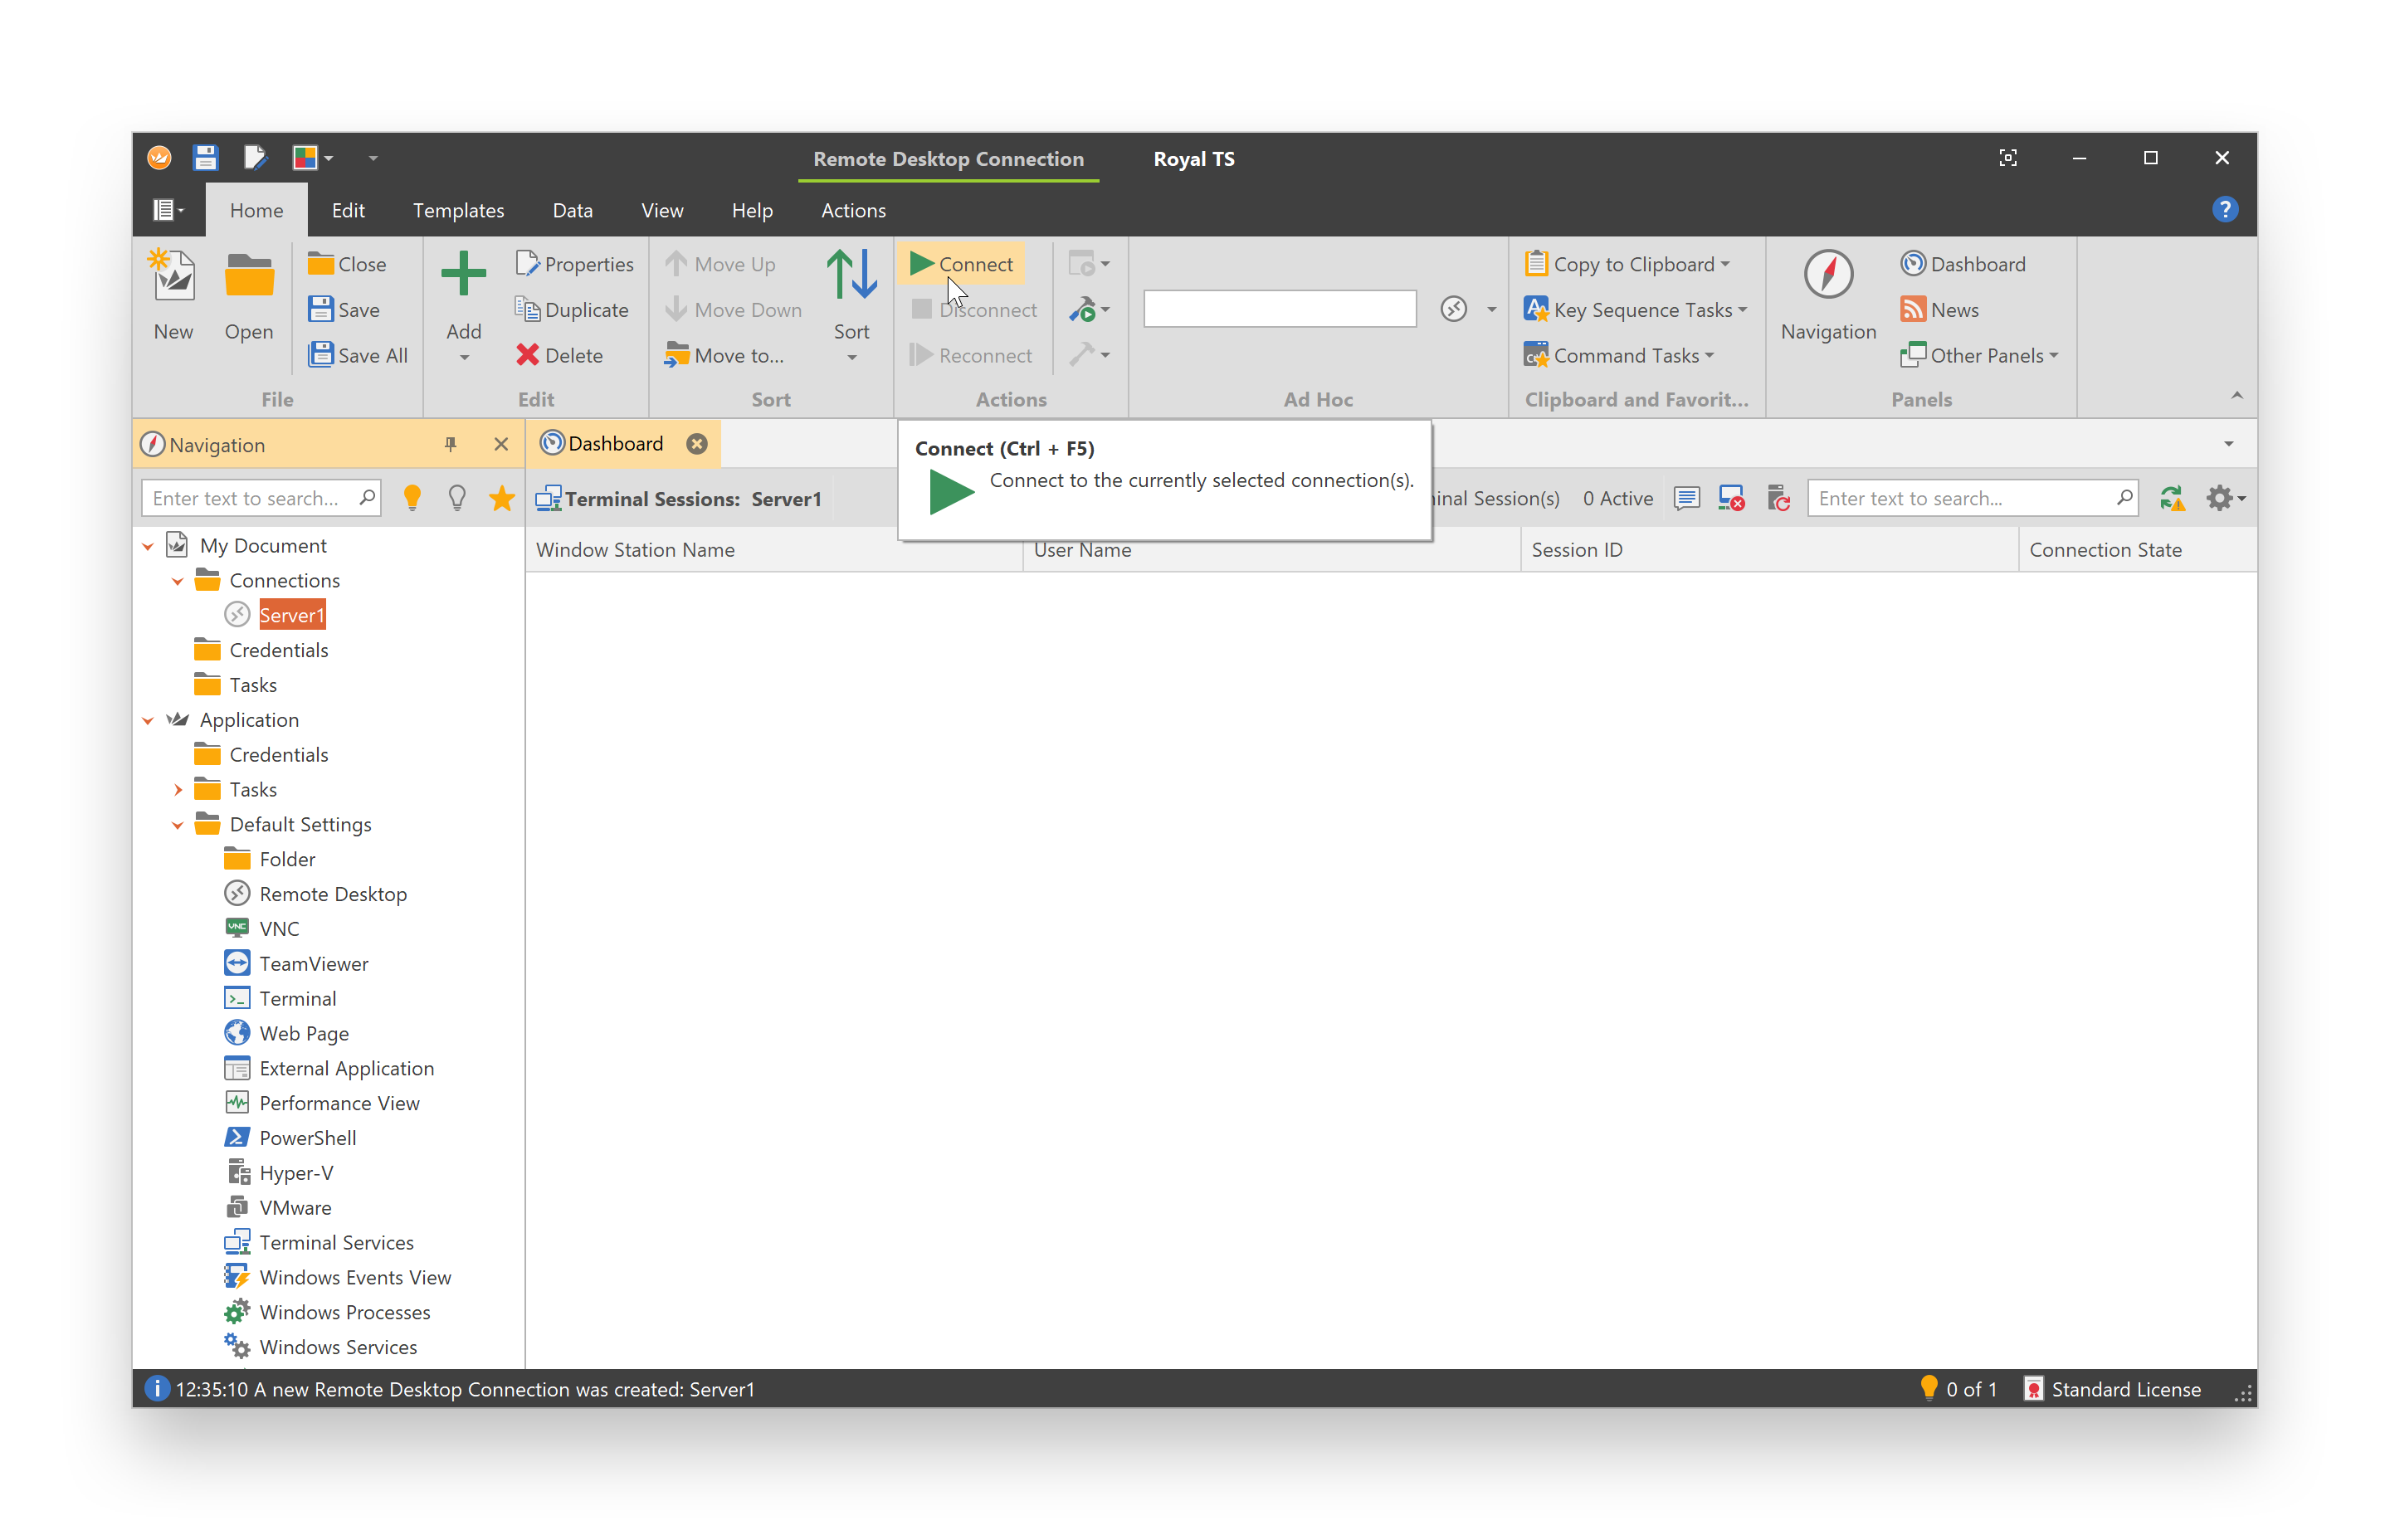 Remote Desktop Connection Royal TS
Home Edit Templates Data View Help Actions ?
New
Open
Close
Save
Save All
File
Add
Properties
Duplicate
Delete
Edit
Move Up
Move Down
Move to...
Sort
Sort
Connect
Disconnect
Reconnect
Actions
Ad Hoc
Copy to Clipboard
Key Sequence Tasks
Command Tasks
Clipboard and Favorit...
Navigation
Dashboard
News
Other Panels
Panels
Navigation
Enter text to search...
My Document
Connections
Server1
Credentials
Tasks
Application
Credentials
Tasks
Default Settings
Folder
Remote Desktop
VNC
VNC
TeamViewer
Terminal
Web Page
External Application
Performance View
PowerShell
Hyper-V
VMware
Terminal Services
Windows Events View
Windows Processes
Windows Services
Dashboard
Connect (Ctrl + F5)
Connect to the currently selected connection(s).
Terminal Sessions: Server1
Session(s) 0 Active Enter text to search...
Window Station Name User Name Session ID Connection State
12:35:10 A new Remote Desktop Connection was created: Server1 0 of 1 Standard License